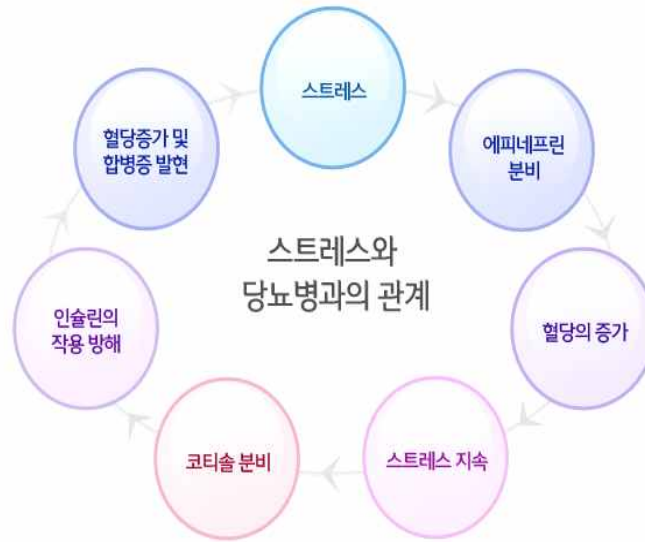 스트레스
에피네프린
분비
혈당의 증가
스트레스 지속
코티솔 분비
인슐린의
작용 방해
혈당증가 및
합병증 발현
스트레스와
당뇨병과의 관계